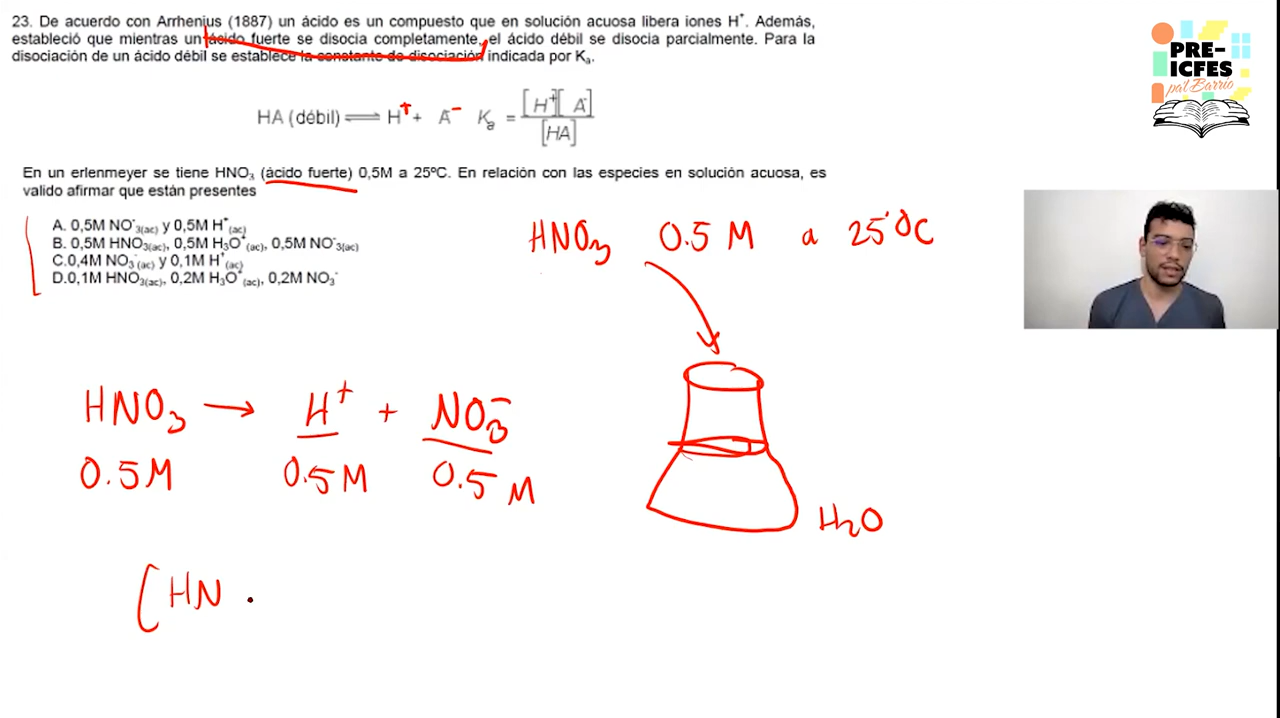 23. De acuerdo con Arrhenius (1887) un ácido es un compuesto que en solución acuosa libera iones H⁺. Además,
estableció que mientras un ácido fuerte se disocia completamente, el ácido débil se disocia parcialmente. Para la
disociación de un ácido débil se establece la constante de disociación indicada por Kₐ.
HA (débil) ⇌ H⁺ + A⁻ Kₐ = [H⁺][A⁻] / [HA]
En un erlenmeyer se tiene HNO₃ (ácido fuerte) 0,5M a 25ºC. En relación con las especies en solución acuosa, es
valido afirmar que están presentes
A. 0,5M NO⁻₃(ac) y 0,5M H⁺(ac)
B. 0,5M HNO₃(ac), 0,5M H₃O⁺(ac), 0,5M NO⁻₃(ac)
C.0,4M NO₃⁻(ac) y 0,1M H⁺(ac)
D.0,1M HNO₃(ac), 0,2M H₃O⁺(ac), 0,2M NO₃⁻
PRE-
ICFES
pa'l Barrio
HNO₃ 0.5 M a 25°C
HNO₃ → H⁺ + NO₃⁻
0.5M 0.5M 0.5M
H₂O
[HN